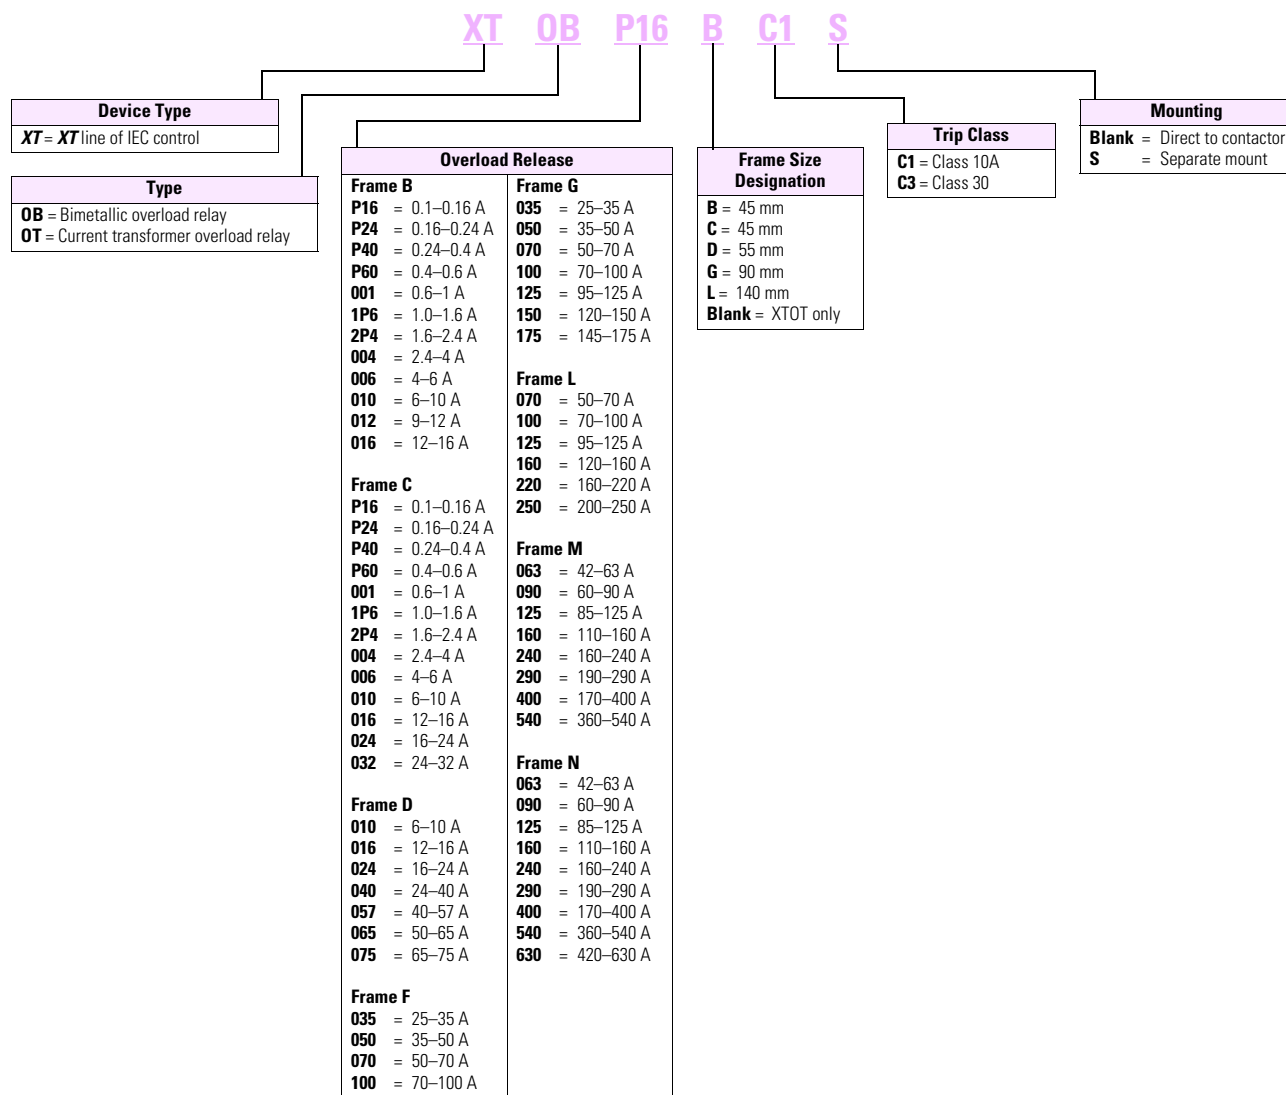 XT OB P16 B C1 S
Device Type
XT = XT line of IEC control
Type
OB = Bimetallic overload relay
OT = Current transformer overload relay
Overload Release
Frame B
P16 = 0.1–0.16 A
P24 = 0.16–0.24 A
P40 = 0.24–0.4 A
P60 = 0.4–0.6 A
001 = 0.6–1 A
1P6 = 1.0–1.6 A
2P4 = 1.6–2.4 A
004 = 2.4–4 A
006 = 4–6 A
010 = 6–10 A
012 = 9–12 A
016 = 12–16 A
Frame C
P16 = 0.1–0.16 A
P24 = 0.16–0.24 A
P40 = 0.24–0.4 A
P60 = 0.4–0.6 A
001 = 0.6–1 A
1P6 = 1.0–1.6 A
2P4 = 1.6–2.4 A
004 = 2.4–4 A
006 = 4–6 A
010 = 6–10 A
016 = 12–16 A
024 = 16–24 A
032 = 24–32 A
Frame D
010 = 6–10 A
016 = 12–16 A
024 = 16–24 A
040 = 24–40 A
057 = 40–57 A
065 = 50–65 A
075 = 65–75 A
Frame F
035 = 25–35 A
050 = 35–50 A
070 = 50–70 A
100 = 70–100 A
Frame G
035 = 25–35 A
050 = 35–50 A
070 = 50–70 A
100 = 70–100 A
125 = 95–125 A
150 = 120–150 A
175 = 145–175 A
Frame L
070 = 50–70 A
100 = 70–100 A
125 = 95–125 A
160 = 120–160 A
220 = 160–220 A
250 = 200–250 A
Frame M
063 = 42–63 A
090 = 60–90 A
125 = 85–125 A
160 = 110–160 A
240 = 160–240 A
290 = 190–290 A
400 = 170–400 A
540 = 360–540 A
Frame N
063 = 42–63 A
090 = 60–90 A
125 = 85–125 A
160 = 110–160 A
240 = 160–240 A
290 = 190–290 A
400 = 170–400 A
540 = 360–540 A
630 = 420–630 A
Frame Size
Designation
B = 45 mm
C = 45 mm
D = 55 mm
G = 90 mm
L = 140 mm
Blank = XTOT only
Trip Class
C1 = Class 10A
C3 = Class 30
Mounting
Blank = Direct to contactor
S = Separate mount